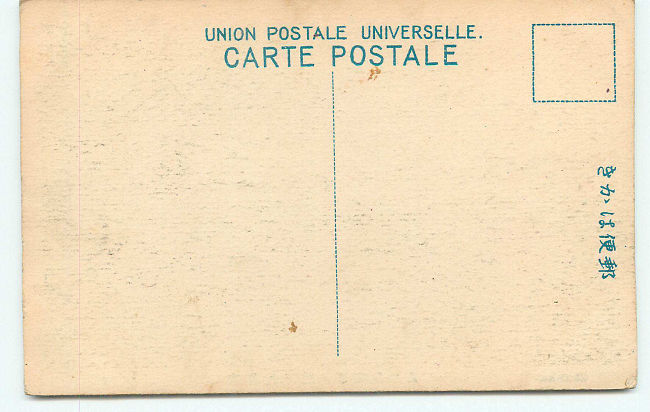 UNION POSTALE UNIVERSELLE.
CARTE POSTALE
郵便はかき